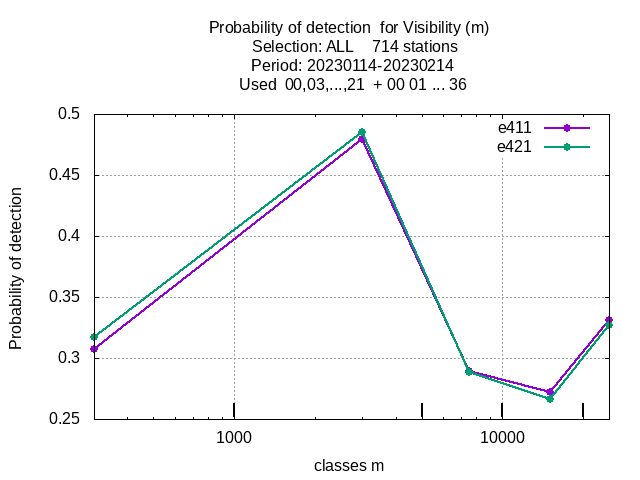 Probability of detection  for Visibility (m)
Selection: ALL    714 stations
Period: 20230114-20230214
Used  00,03,...,21  + 00 01 ... 36
0.5
e411
e421
0.45
0.4
0.35
0.3
0.25
Probability of detection
1000
10000
classes m